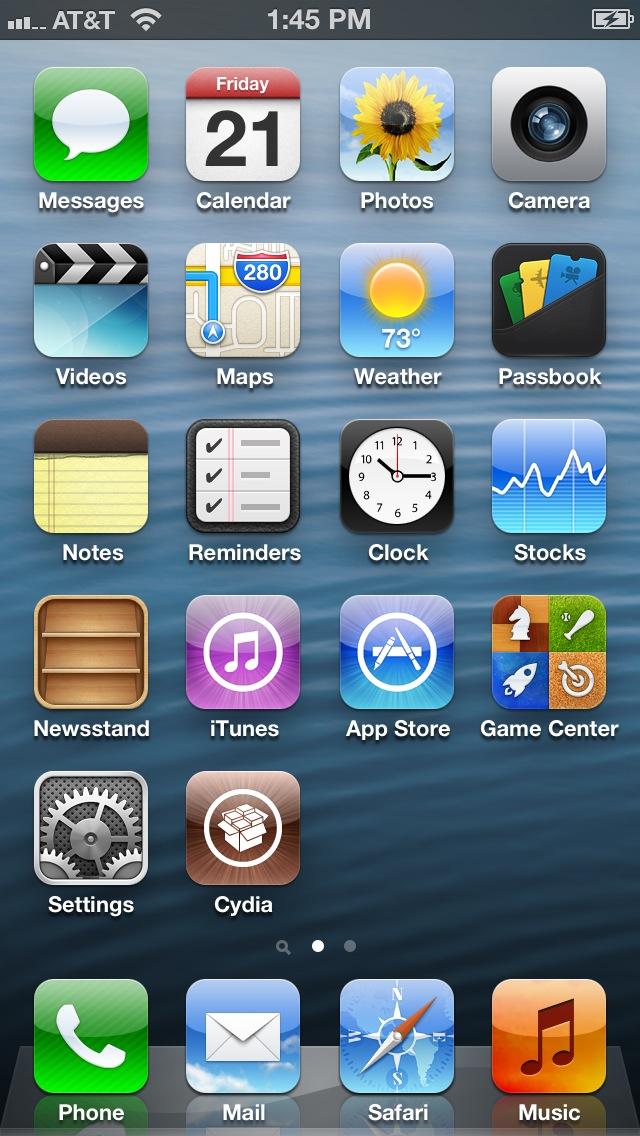 AT&T 1:45 PM
Friday
21
280
73°
Messages Calendar Photos Camera
Videos Maps Weather Passbook
11 12 1
10 2
9 3
8 4
7 6 5
Notes Reminders Clock Stocks
Newsstand iTunes App Store Game Center
Settings Cydia
N
W E
S
Phone Mail Safari Music